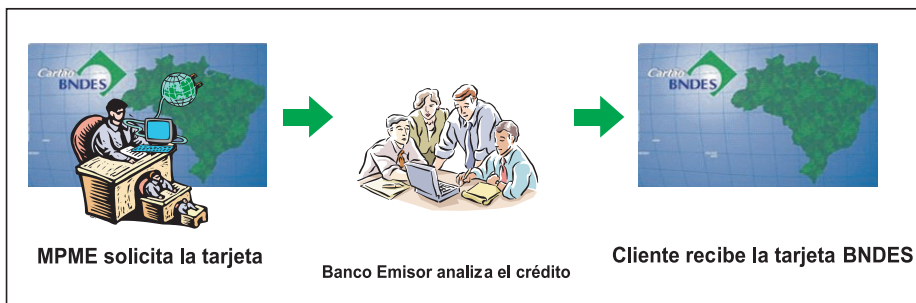 Cartão
BNDES
MPME solicita la tarjeta
Banco Emisor analiza el crédito
Cartão
BNDES
Cliente recibe la tarjeta BNDES